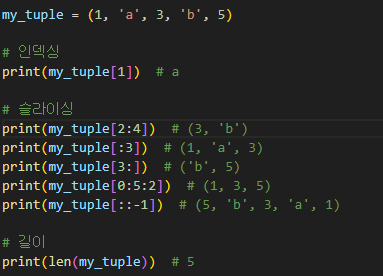 my_tuple = (1, 'a', 3, 'b', 5)
# 인덱싱
print(my_tuple[1])  # a
# 슬라이싱
print(my_tuple[2:4])  # (3, 'b')
print(my_tuple[:3])  # (1, 'a', 3)
print(my_tuple[3:])  # ('b', 5)
print(my_tuple[0:5:2])  # (1, 3, 5)
print(my_tuple[::-1])  # (5, 'b', 3, 'a', 1)
# 길이
print(len(my_tuple))  # 5